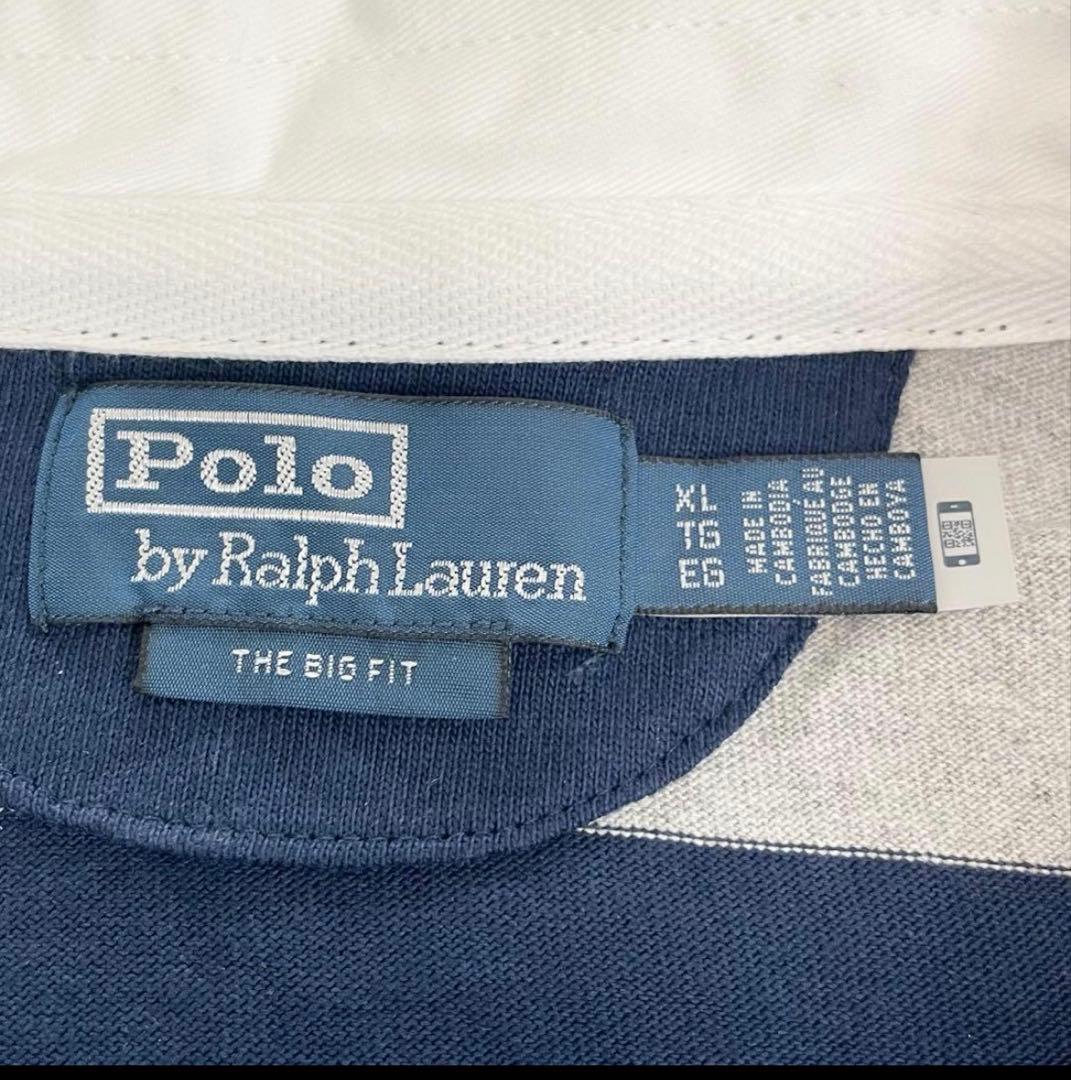 Polo
by Ralph Lauren
THE BIG FIT
XL
TG
EG
MADE IN
CAMBODIA
FABRIQUÉ AU
CAMBODGE
HECHO EN
CAMBOYA